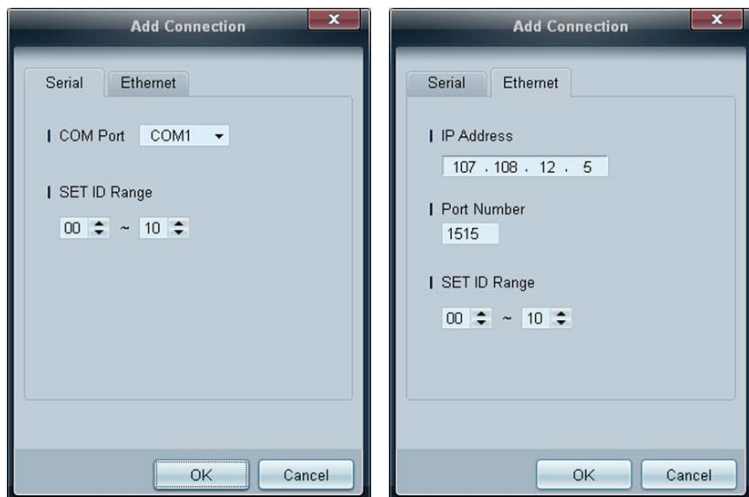 Add Connection
x
Serial Ethernet
COM Port COM1
SET ID Range
00 ~ 10
OK Cancel
Add Connection
x
Serial Ethernet
IP Address
107 . 108 . 12 . 5
Port Number
1515
SET ID Range
00 ~ 10
OK Cancel